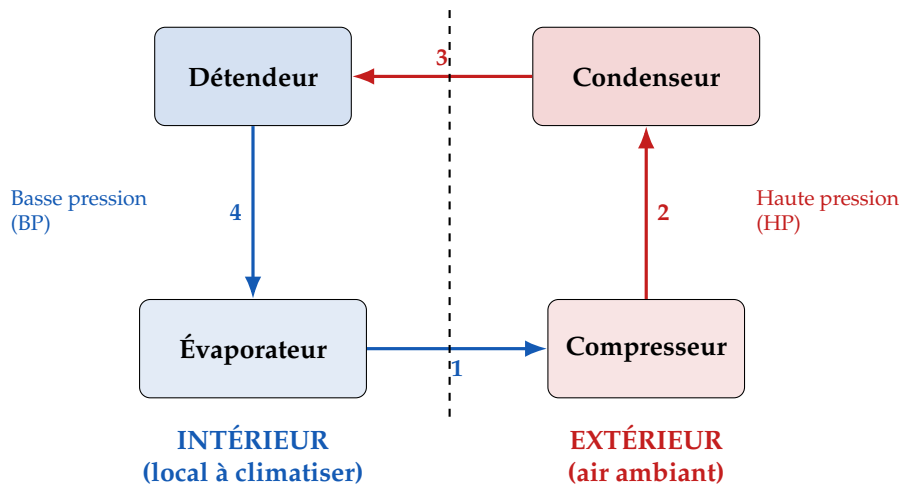 Détendeur
3
Condenseur
Basse pression
(BP)
4
2
Haute pression
(HP)
Évaporateur
1
Compresseur
INTÉRIEUR
(local à climatiser)
EXTÉRIEUR
(air ambiant)